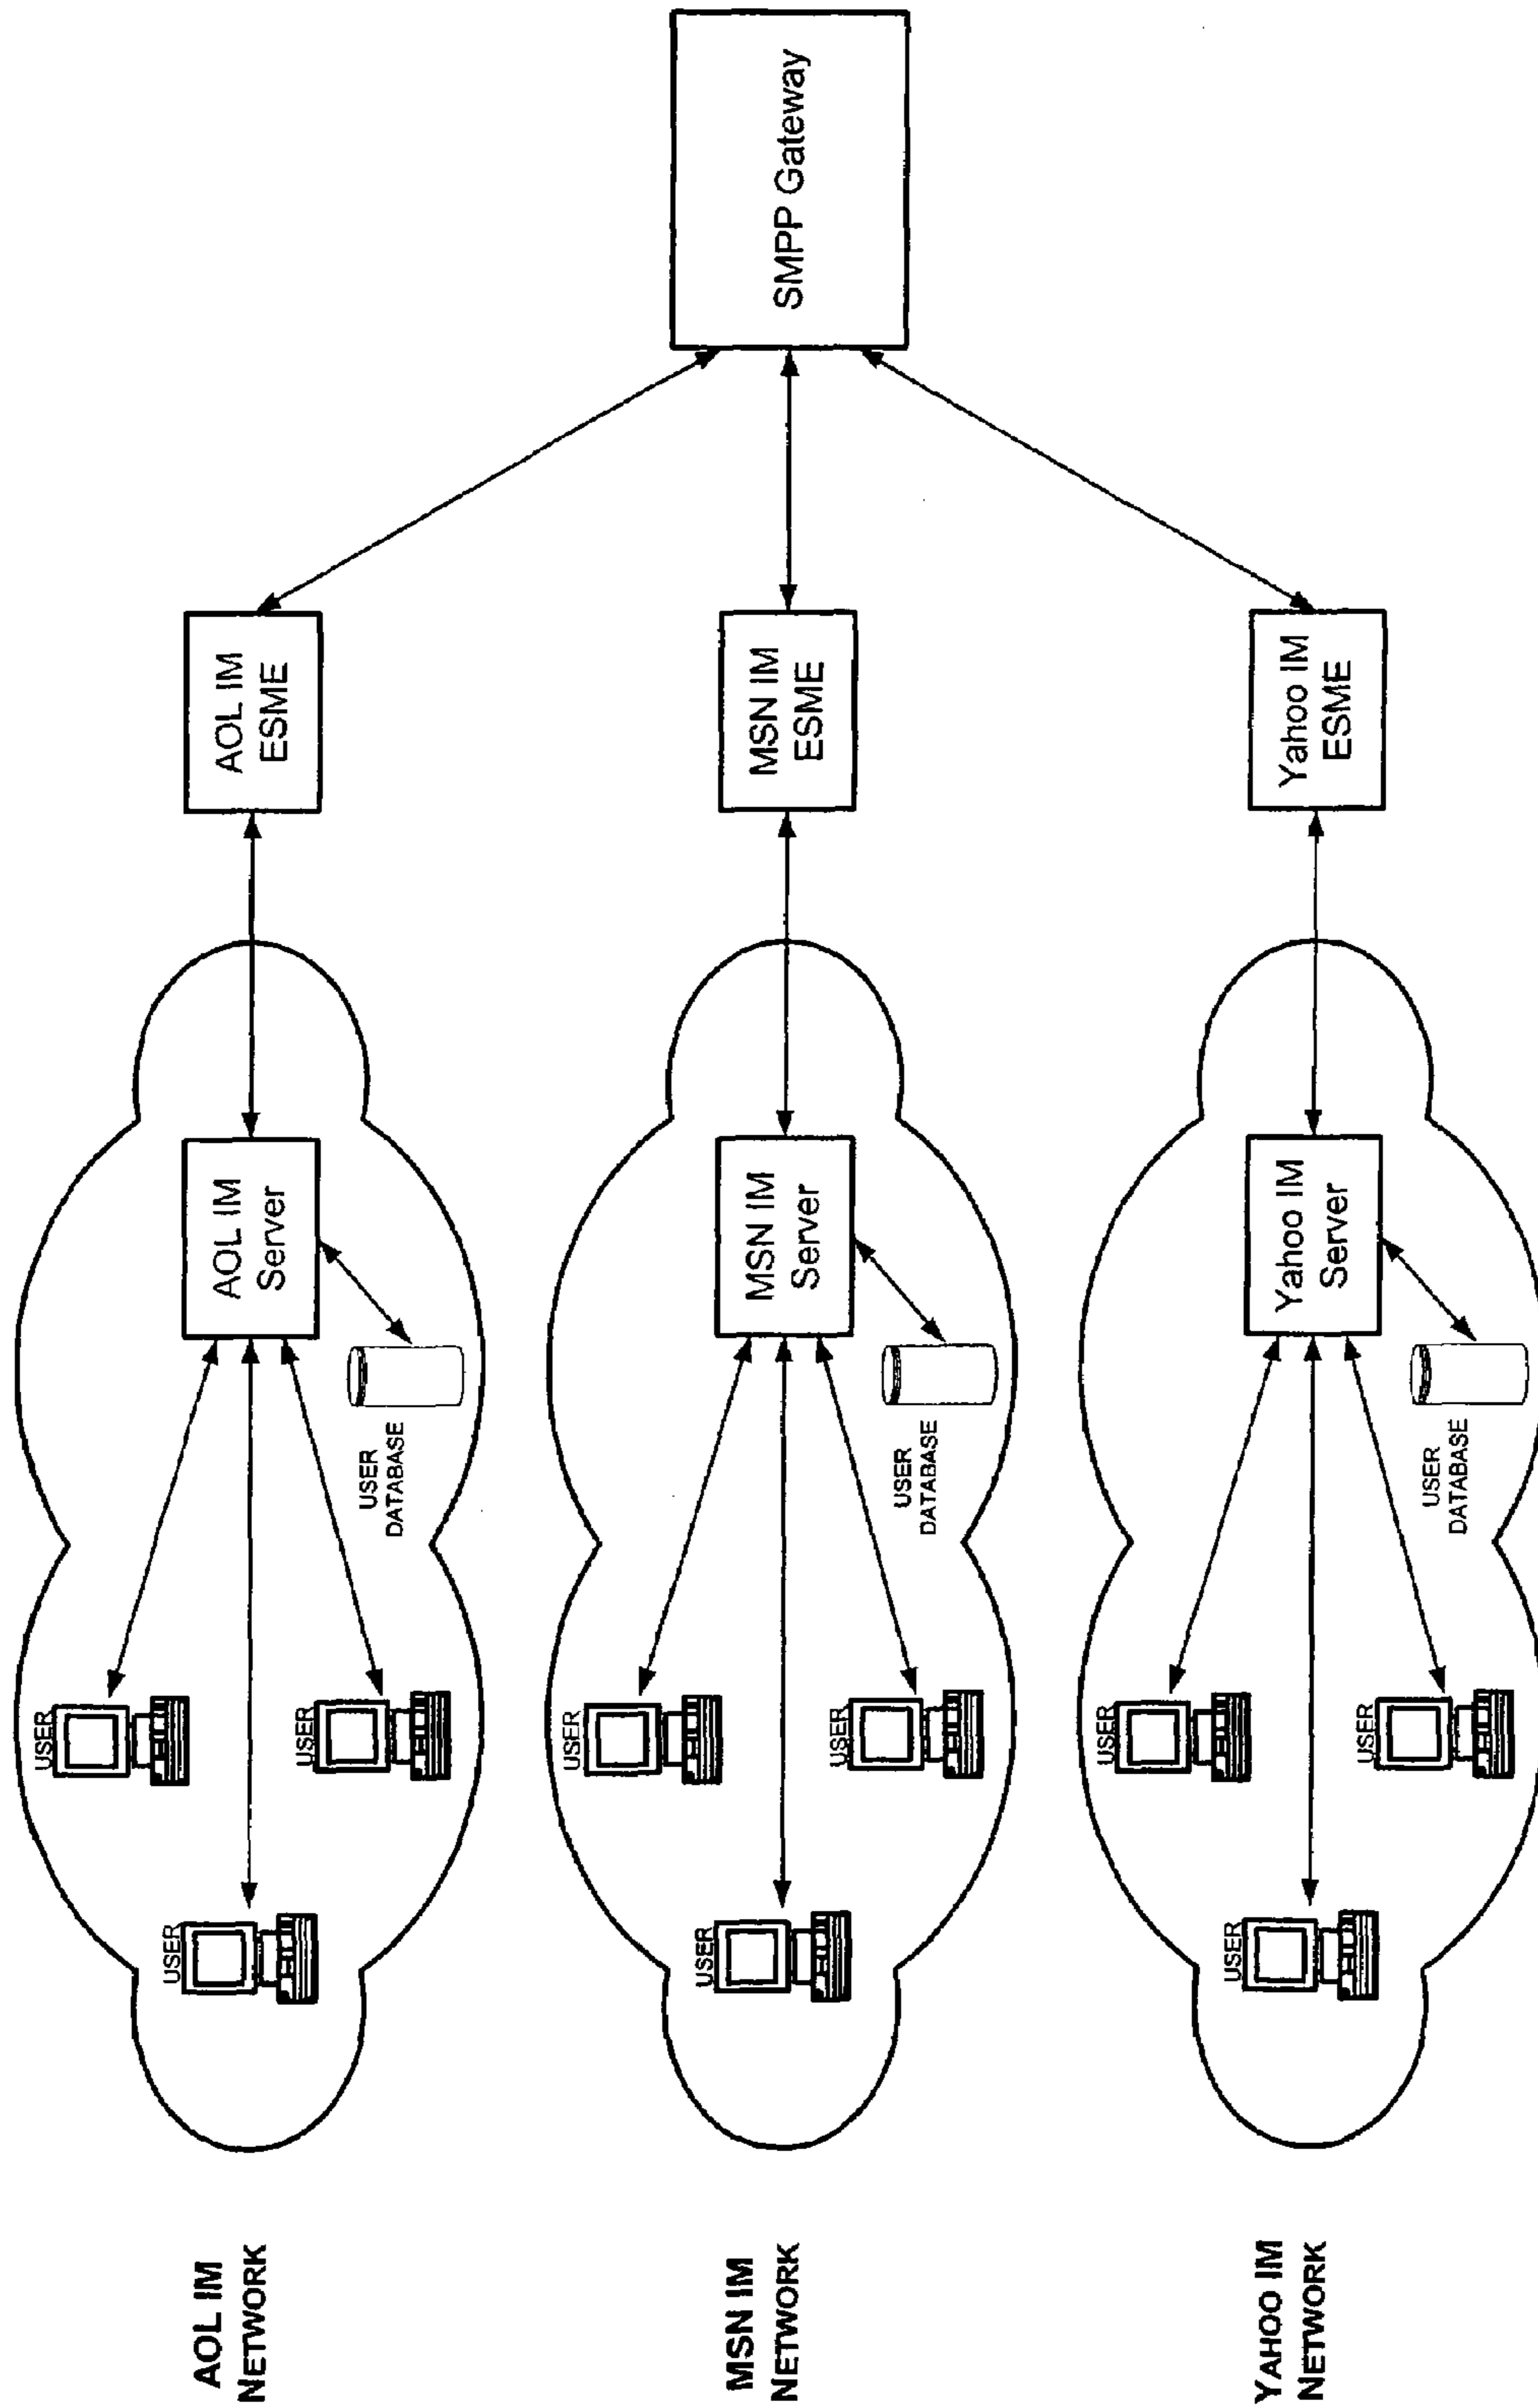 AOL IM
NETWORK
USER
USER
USER
USER
DATABASE
AOL IM
Server
AOL IM
ESME
MSN IM
NETWORK
USER
USER
USER
USER
DATABASE
MSN IM
Server
MSN IM
ESME
SMPP Gateway
YAHOO IM
NETWORK
USER
USER
USER
USER
DATABASE
Yahoo IM
Server
Yahoo IM
ESME